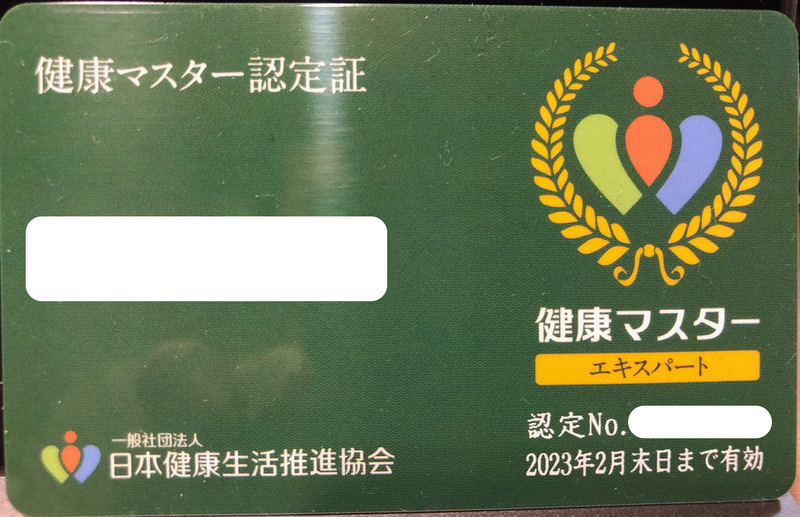 健康マスター認定証
健康マスター
エキスパート
認定No.
2023年2月末日まで有効
一般社団法人
日本健康生活推進協会